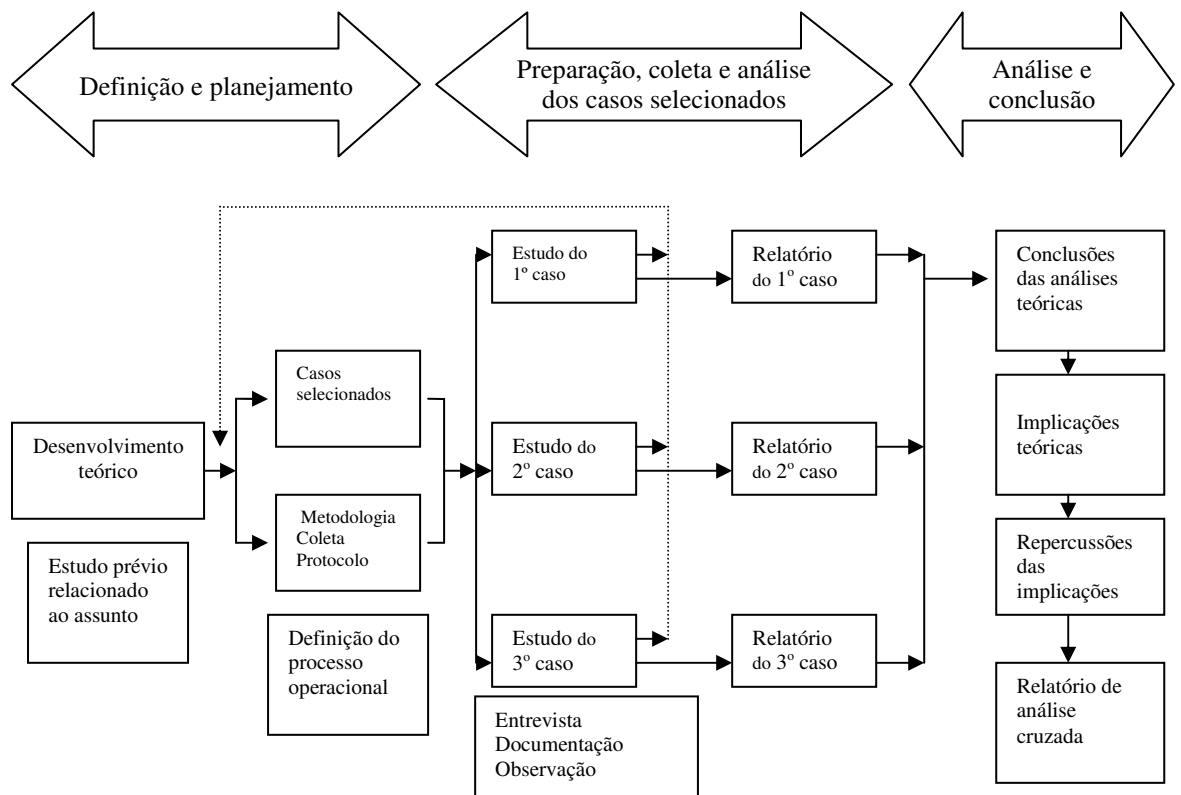 Definição e planejamento
Preparação, coleta e análise
dos casos selecionados
Análise e
conclusão
Desenvolvimento
teórico
Estudo prévio
relacionado
ao assunto
Casos
selecionados
Metodologia
Coleta
Protocolo
Definição do
processo
operacional
Estudo do
1º caso
Estudo do
2º caso
Estudo do
3º caso
Entrevista
Documentação
Observação
Relatório
do 1º caso
Relatório
do 2º caso
Relatório
do 3º caso
Conclusões
das análises
teóricas
Implicações
teóricas
Repercussões
das
implicações
Relatório de
análise
cruzada